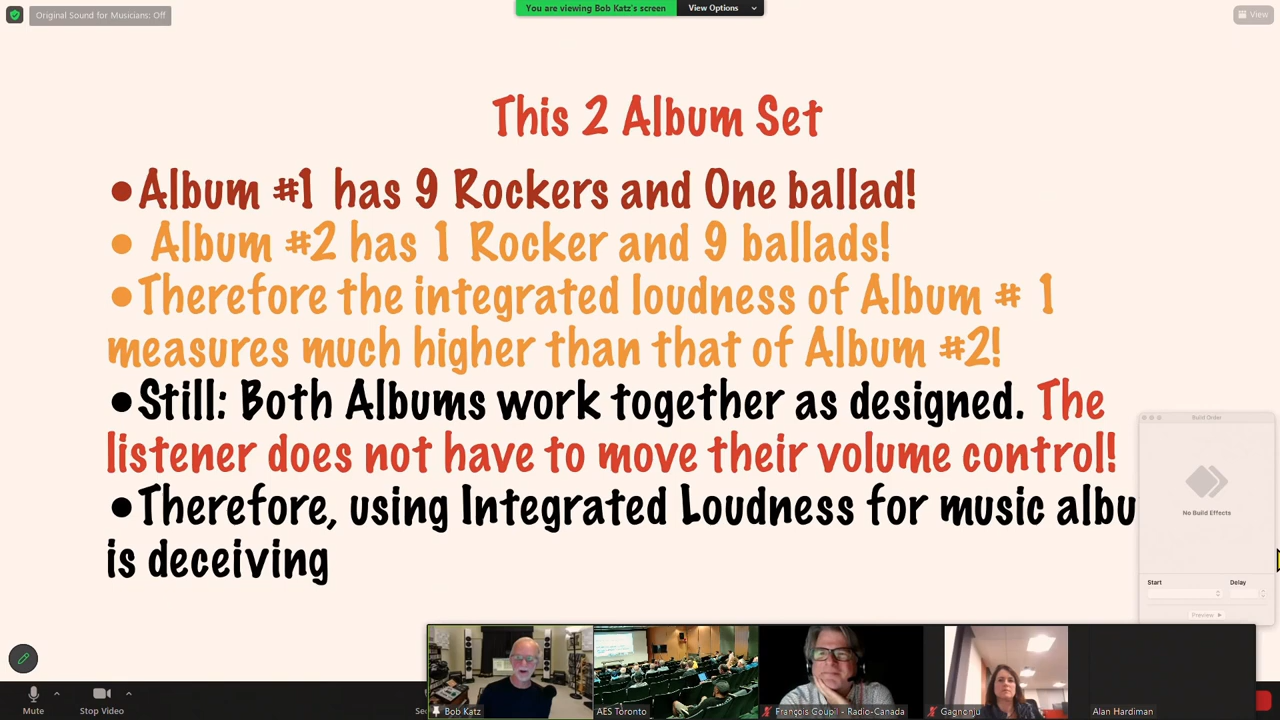 Original Sound for Musicians: Off
You are viewing Bob Katz's screen
View Options
View
This 2 Album Set
•Album #1 has 9 Rockers and One ballad!
• Album #2 has 1 Rocker and 9 ballads!
•Therefore the integrated loudness of Album # 1
measures much higher than that of Album #2!
•Still: Both Albums work together as designed. The
listener does not have to move their volume control!
•Therefore, using Integrated Loudness for music albu
is deceiving
Build Order
No Build Effects
Start
Delay
Preview
Bob Katz
AES Toronto
François Goupil - Radio-Canada
Gagnonju
Alan Hardiman
Mute
Stop Video